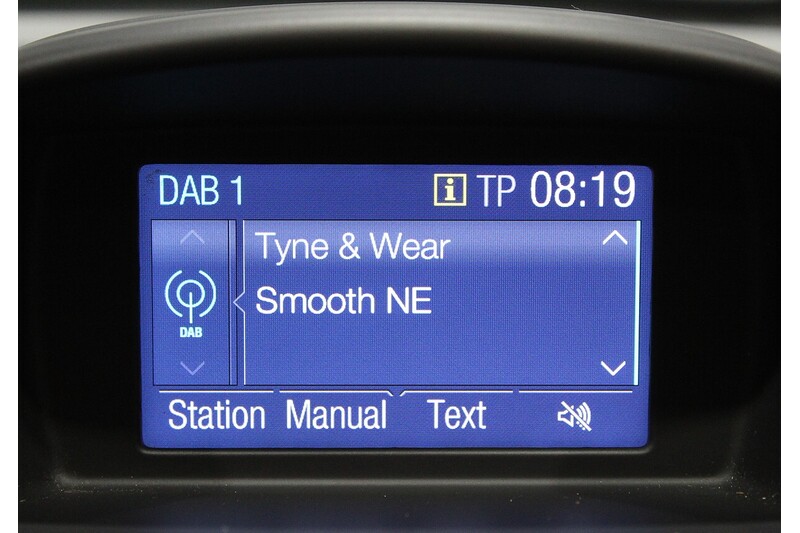 DAB 1 i TP 08:19
Tyne & Wear
Smooth NE
DAB
Station Manual Text